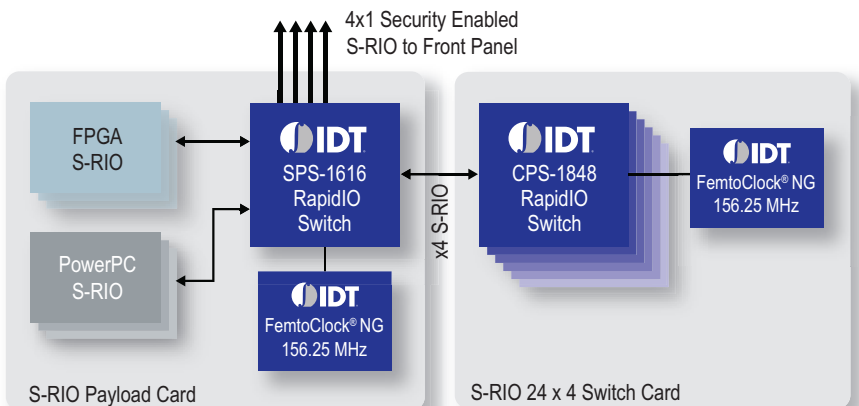 4x1 Security Enabled
S-RIO to Front Panel
FPGA
S-RIO
PowerPC
S-RIO
IDT
SPS-1616
RapidIO
Switch
IDT
FemtoClock® NG
156.25 MHz
S-RIO Payload Card
x4 S-RIO
IDT
CPS-1848
RapidIO
Switch
IDT
FemtoClock® NG
156.25 MHz
S-RIO 24 x 4 Switch Card